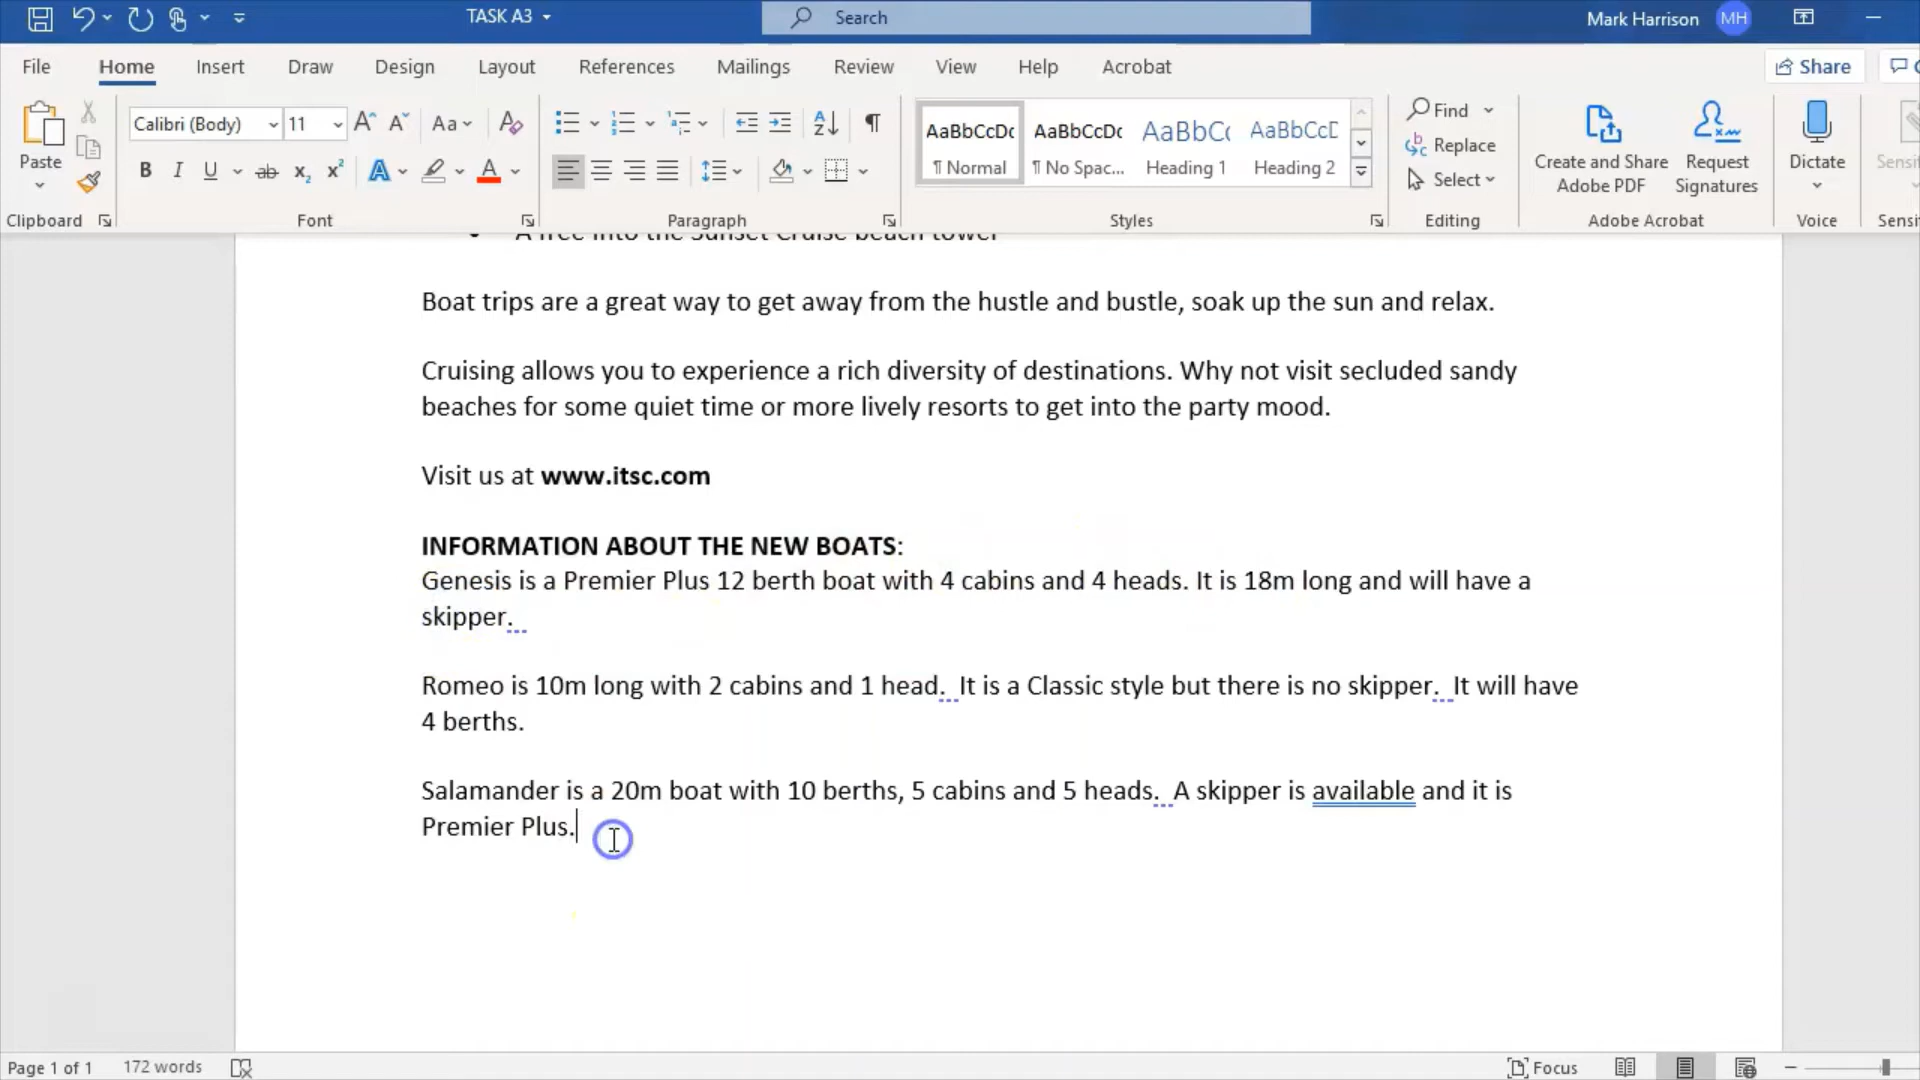 TASK A3
Search
Mark Harrison
MH
File Home Insert Draw Design Layout References Mailings Review View Help Acrobat
Share
Paste
Calibri (Body)
11
Aa
B I U ab x₂ x² A A
AaBbCcDc AaBbCcDc AaBbC AaBbCcD
¶ Normal ¶ No Spac... Heading 1 Heading 2
Find
Replace
Select
Create and Share
Adobe PDF
Request
Signatures
Dictate
Sensi
Clipboard Font Paragraph Styles Editing Adobe Acrobat Voice Sensi
Boat trips are a great way to get away from the hustle and bustle, soak up the sun and relax.
Cruising allows you to experience a rich diversity of destinations. Why not visit secluded sandy
beaches for some quiet time or more lively resorts to get into the party mood.
Visit us at www.itsc.com
INFORMATION ABOUT THE NEW BOATS:
Genesis is a Premier Plus 12 berth boat with 4 cabins and 4 heads. It is 18m long and will have a
skipper.
Romeo is 10m long with 2 cabins and 1 head.  It is a Classic style but there is no skipper.  It will have
4 berths.
Salamander is a 20m boat with 10 berths, 5 cabins and 5 heads.  A skipper is available and it is
Premier Plus.
Page 1 of 1 172 words
Focus